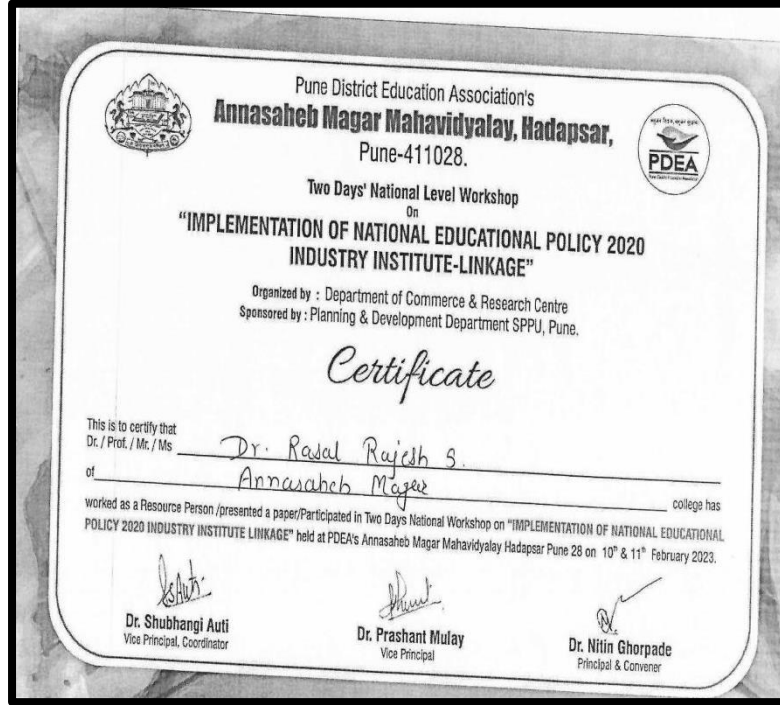 Pune District Education Association's
Annasaheb Magar Mahavidyalay, Hadapsar,
Pune-411028.
PDEA
Two Days' National Level Workshop
On
"IMPLEMENTATION OF NATIONAL EDUCATIONAL POLICY 2020
INDUSTRY INSTITUTE-LINKAGE"
Organized by : Department of Commerce & Research Centre
Sponsored by : Planning & Development Department SPPU, Pune.
Certificate
This is to certify that
Dr. / Prof. / Mr. / Ms Dr. Rasal Rajesh S.
of Annasaheb Magar college has
worked as a Resource Person /presented a paper/Participated in Two Days National Workshop on "IMPLEMENTATION OF NATIONAL EDUCATIONAL
POLICY 2020 INDUSTRY INSTITUTE LINKAGE" held at PDEA's Annasaheb Magar Mahavidyalay Hadapsar Pune 28 on 10th & 11th February 2023.
Dr. Shubhangi Auti
Vice Principal, Coordinator
Dr. Prashant Mulay
Vice Principal
Dr. Nitin Ghorpade
Principal & Convener